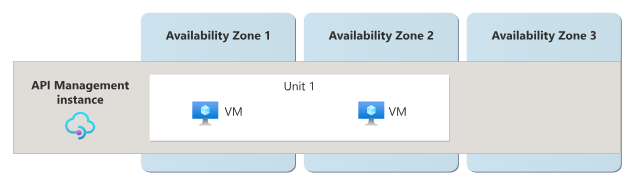 Availability Zone 1
Availability Zone 2
Availability Zone 3
API Management
instance
Unit 1
VM
VM